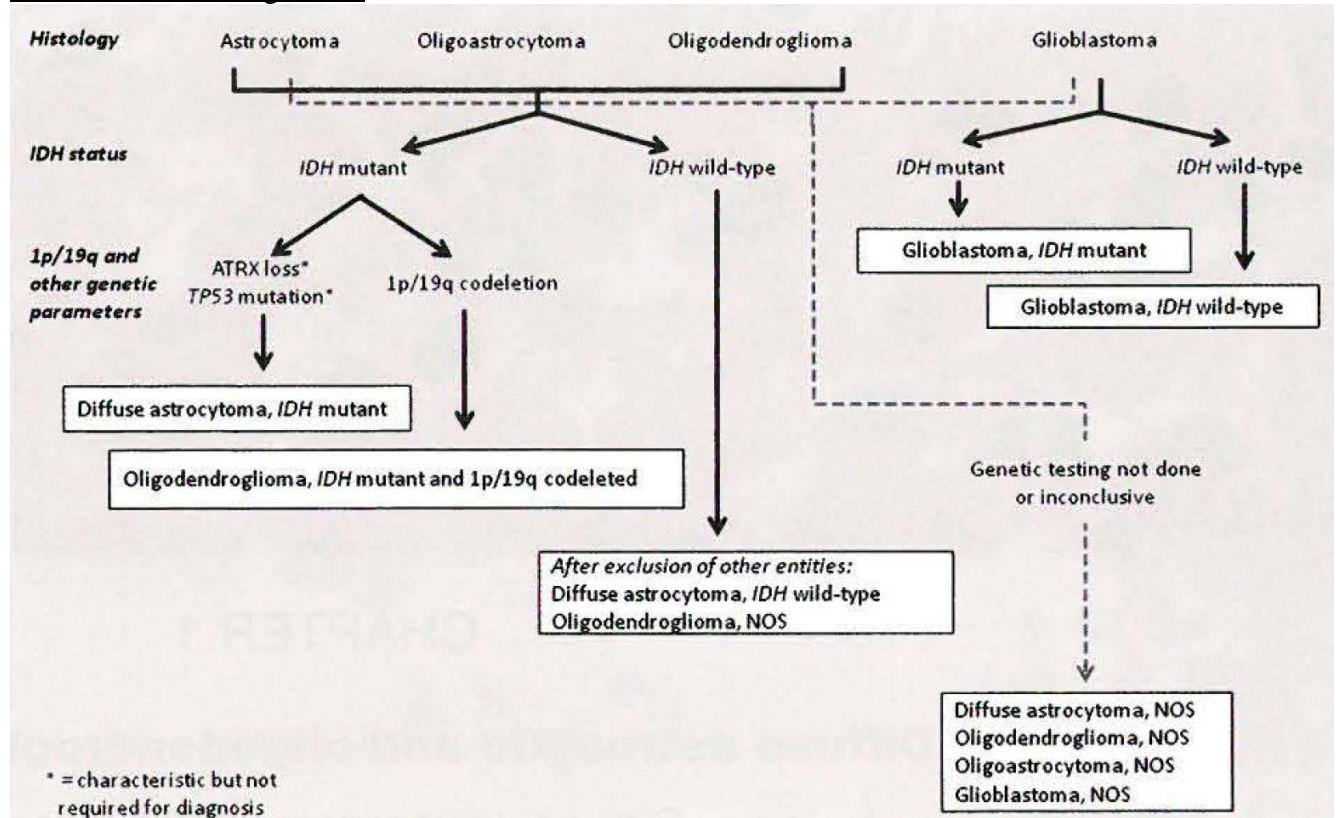 Histology
Astrocytoma
Oligoastrocytoma
Oligodendroglioma
Glioblastoma
IDH status
IDH mutant
IDH wild-type
IDH mutant
IDH wild-type
1p/19q and
other genetic
parameters
ATRX loss*
TP53 mutation*
1p/19q codeletion
Glioblastoma, IDH mutant
Glioblastoma, IDH wild-type
Diffuse astrocytoma, IDH mutant
Oligodendroglioma, IDH mutant and 1p/19q codeleted
Genetic testing not done
or inconclusive
After exclusion of other entities:
Diffuse astrocytoma, IDH wild-type
Oligodendroglioma, NOS
Diffuse astrocytoma, NOS
Oligodendroglioma, NOS
Oligoastrocytoma, NOS
Glioblastoma, NOS
* = characteristic but not
required for diagnosis
CHAPTER 1
Diffuse astrocytic and